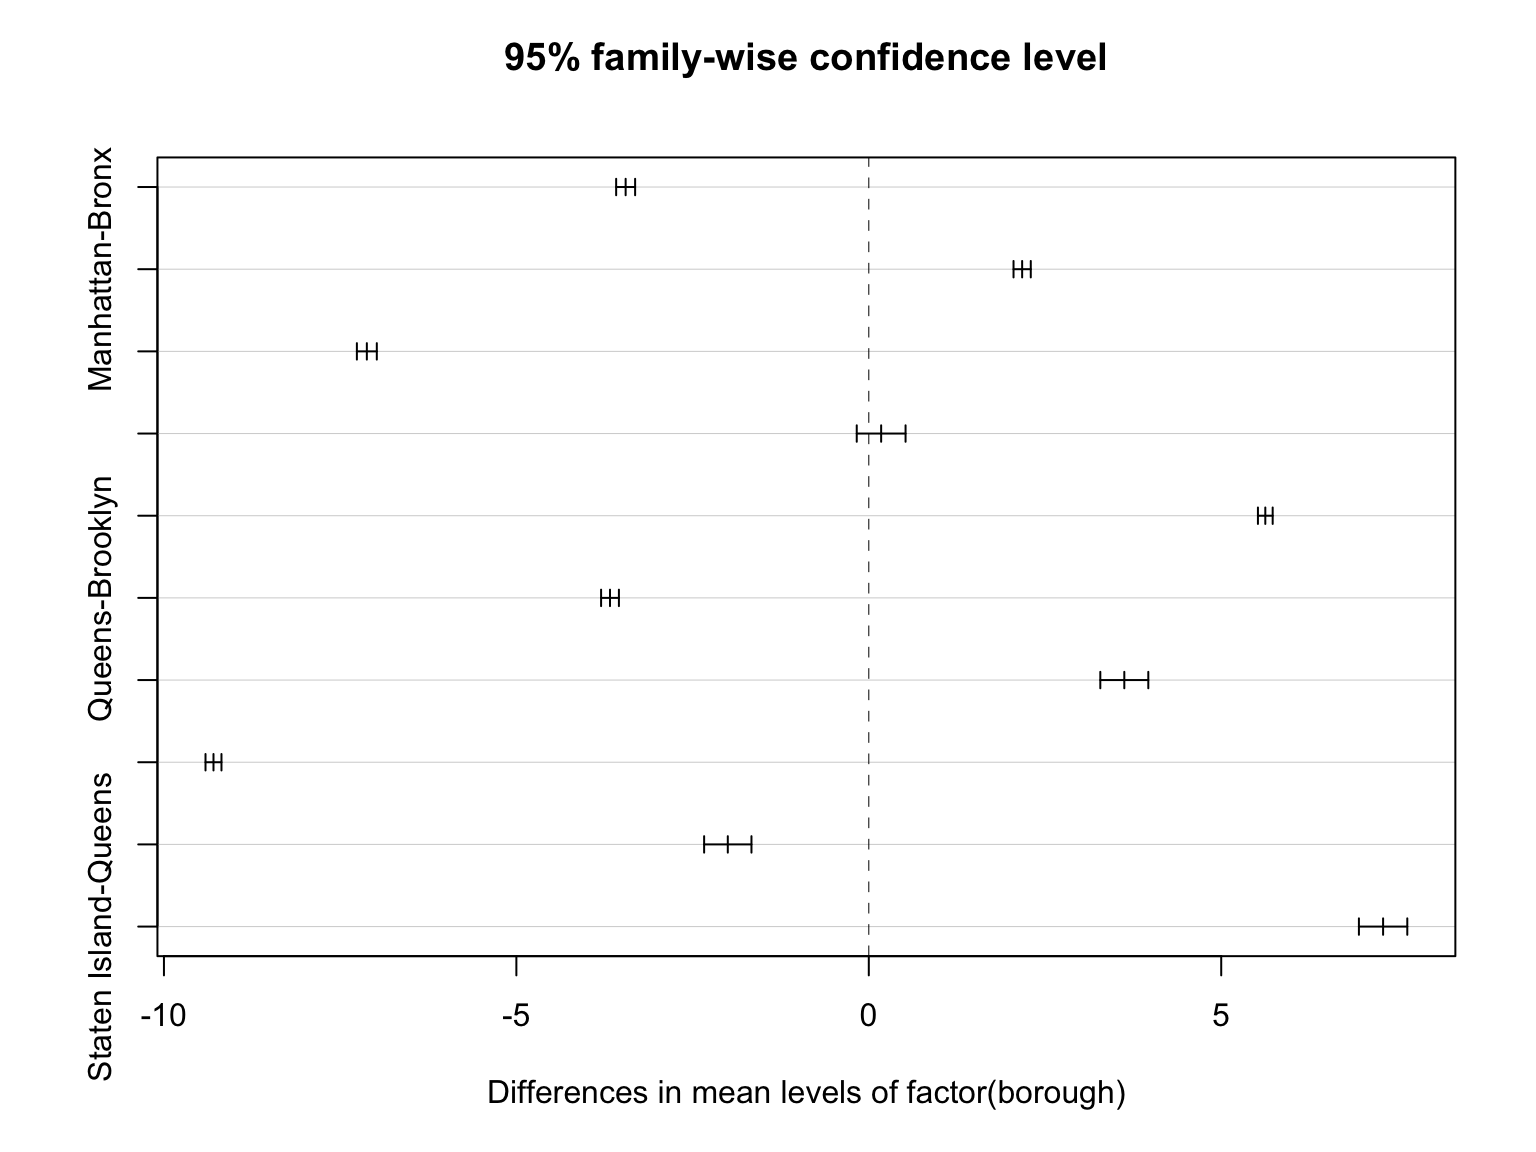 95% family-wise confidence level
Manhattan-Bronx
Queens-Brooklyn
Staten Island-Queens
-10 -5 0 5
Differences in mean levels of factor(borough)